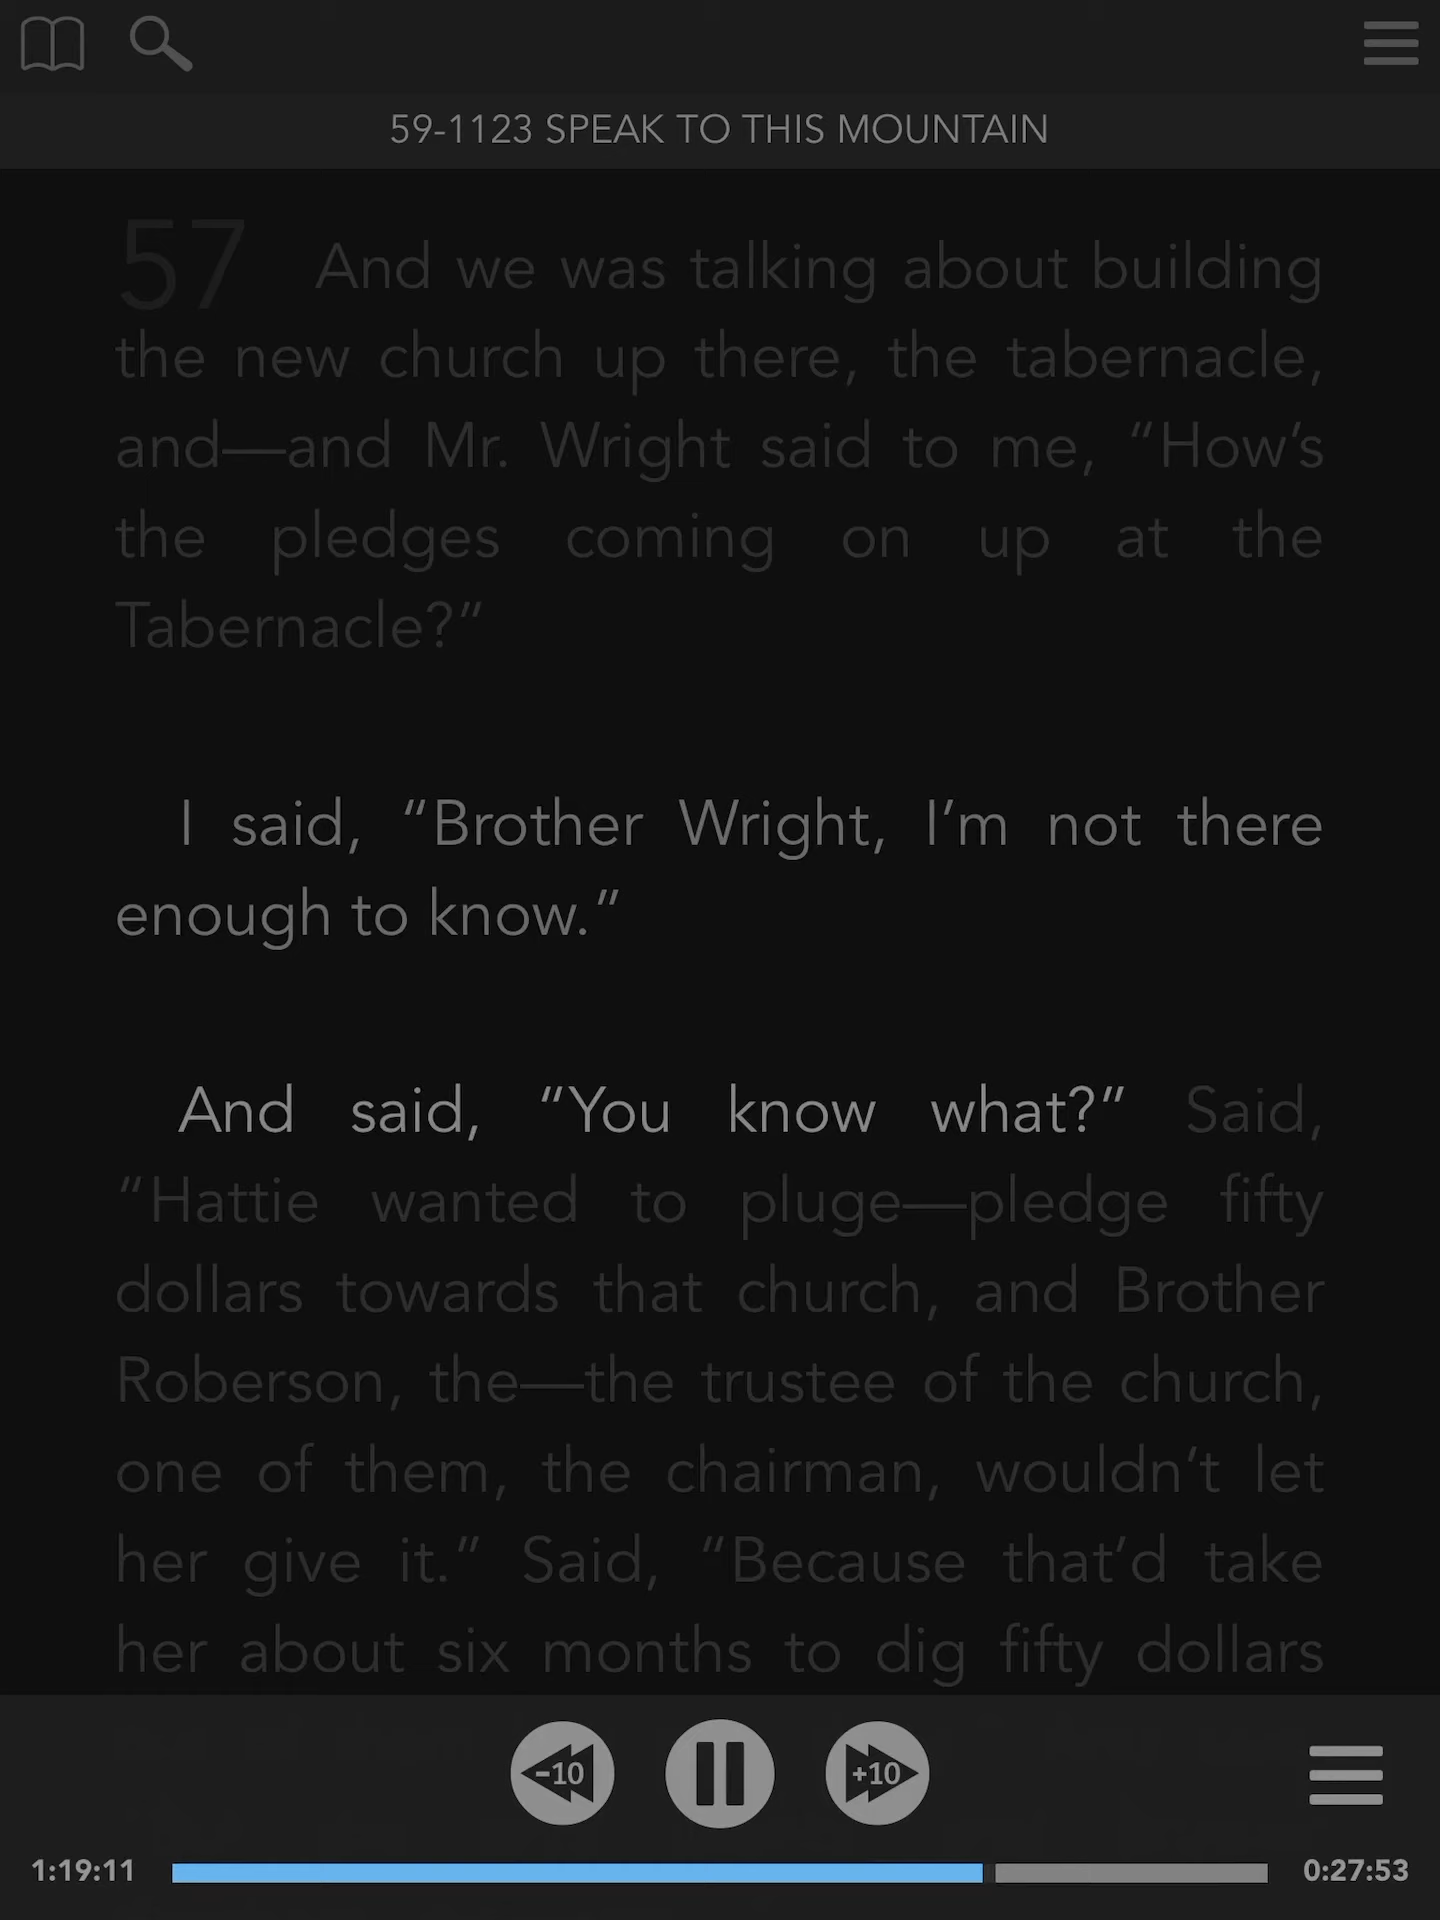 59-1123 SPEAK TO THIS MOUNTAIN
57 And we was talking about building
the new church up there, the tabernacle,
and—and Mr. Wright said to me, “How’s
the pledges coming on up at the
Tabernacle?”
I said, “Brother Wright, I’m not there
enough to know.”
And said, “You know what?” Said,
“Hattie wanted to pluge—pledge fifty
dollars towards that church, and Brother
Roberson, the—the trustee of the church,
one of them, the chairman, wouldn’t let
her give it.” Said, “Because that’d take
her about six months to dig fifty dollars
-10 +10
1:19:11 0:27:53